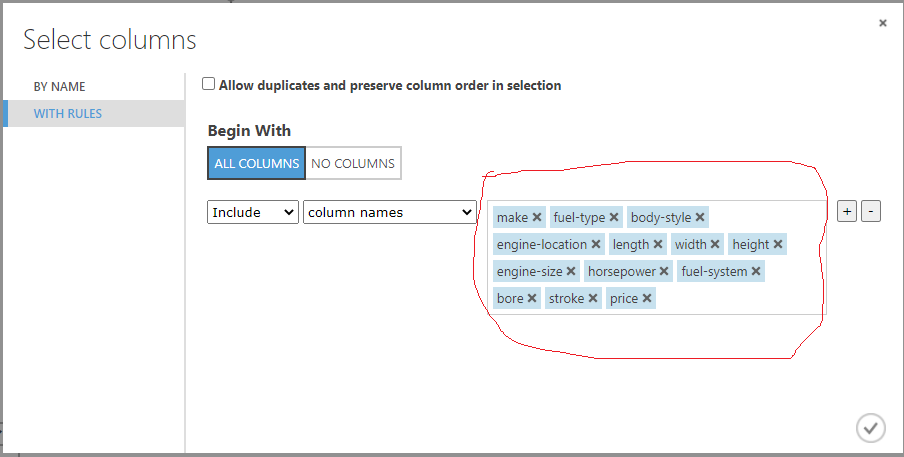 ×
Select columns
BY NAME
WITH RULES
Allow duplicates and preserve column order in selection
Begin With
ALL COLUMNS NO COLUMNS
Include column names
make × fuel-type × body-style ×
engine-location × length × width × height ×
engine-size × horsepower × fuel-system ×
bore × stroke × price ×
+ -